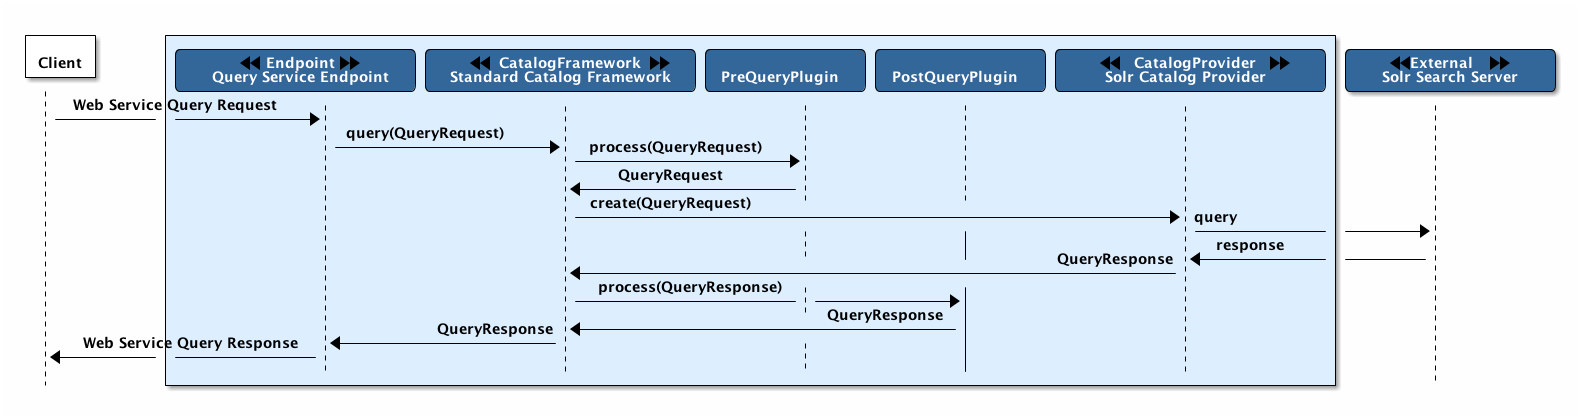 Client
Endpoint
Query Service Endpoint
CatalogFramework
Standard Catalog Framework
PreQueryPlugin
PostQueryPlugin
CatalogProvider
Solr Catalog Provider
External
Solr Search Server
Web Service Query Request
query(QueryRequest)
process(QueryRequest)
QueryRequest
create(QueryRequest)
query
response
QueryResponse
process(QueryResponse)
QueryResponse
QueryResponse
Web Service Query Response